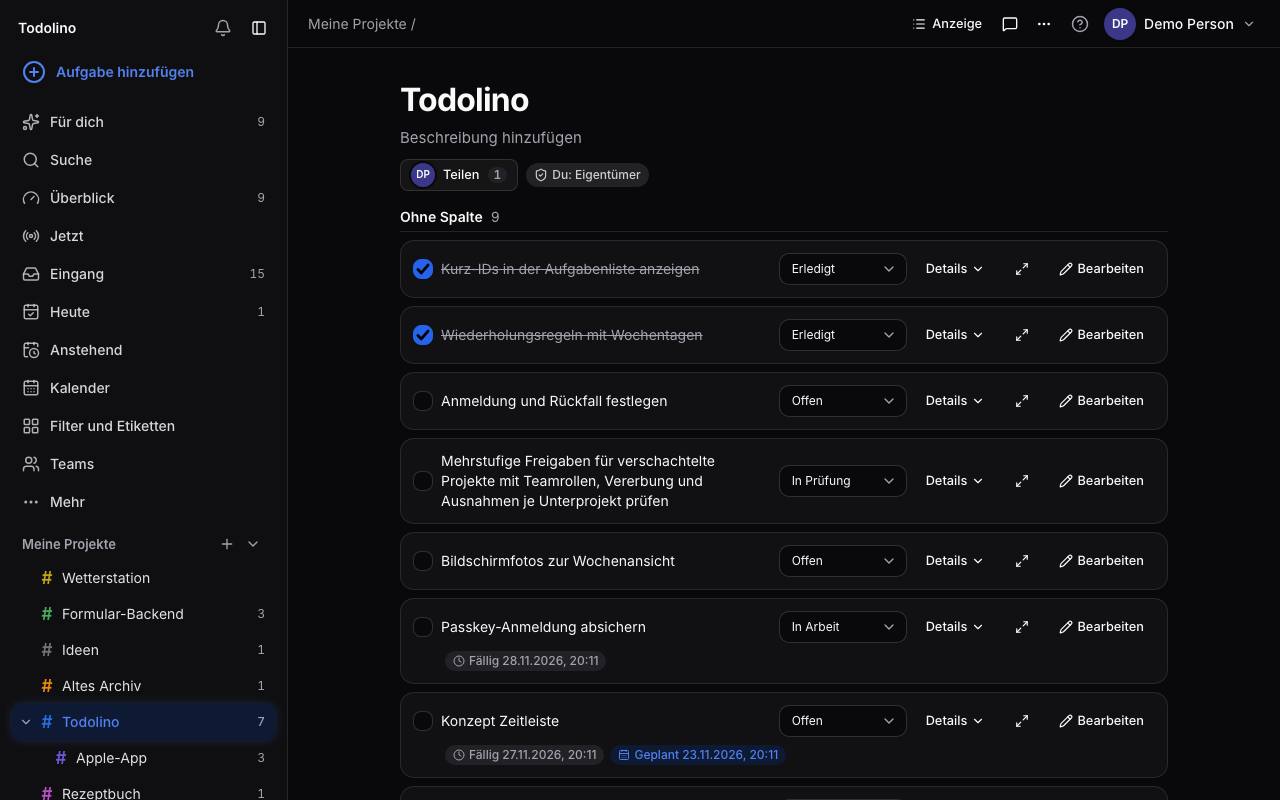 Todolino
Aufgabe hinzufügen
Für dich 9
Suche
Überblick 9
Jetzt
Eingang 15
Heute 1
Anstehend
Kalender
Filter und Etiketten
Teams
Mehr
Meine Projekte
# Wetterstation
# Formular-Backend 3
# Ideen 1
# Altes Archiv 1
# Todolino 7
# Apple-App 3
# Rezeptbuch 1
Meine Projekte /
Anzeige
DP Demo Person
Todolino
Beschreibung hinzufügen
DP Teilen 1 Du: Eigentümer
Ohne Spalte 9
Kurz-IDs in der Aufgabenliste anzeigen Erledigt Details Bearbeiten
Wiederholungsregeln mit Wochentagen Erledigt Details Bearbeiten
Anmeldung und Rückfall festlegen Offen Details Bearbeiten
Mehrstufige Freigaben für verschachtelte
Projekte mit Teamrollen, Vererbung und
Ausnahmen je Unterprojekt prüfen
In Prüfung Details Bearbeiten
Bildschirmfotos zur Wochenansicht Offen Details Bearbeiten
Passkey-Anmeldung absichern In Arbeit Details Bearbeiten
Fällig 28.11.2026, 20:11
Konzept Zeitleiste Offen Details Bearbeiten
Fällig 27.11.2026, 20:11 Geplant 23.11.2026, 20:11